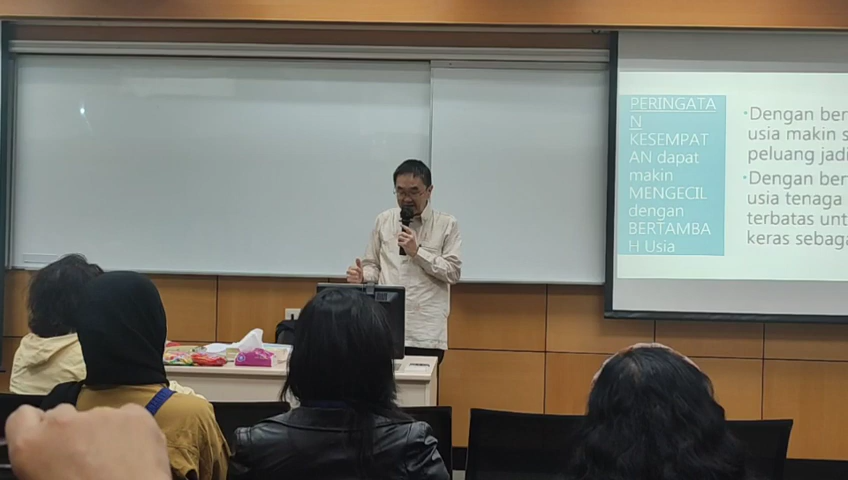 PERINGATA
N
KESEMPAT
AN dapat
makin
MENGECIL
dengan
BERTAMBA
H Usia
•Dengan ber
usia makin s
peluang jadi
•Dengan ber
usia tenaga
terbatas unt
keras sebaga